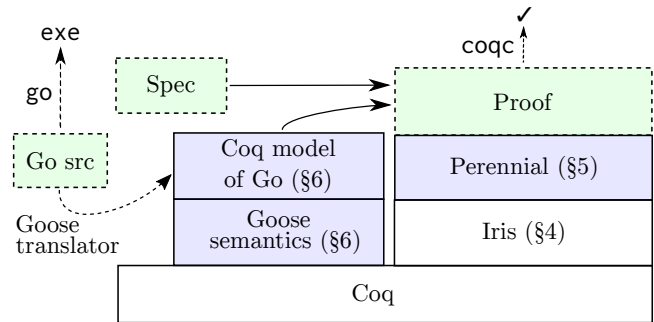 exe
✓
coqc
go
Spec
Proof
Go src
Coq model
of Go (§6)
Perennial (§5)
Goose
translator
Goose
semantics (§6)
Iris (§4)
Coq